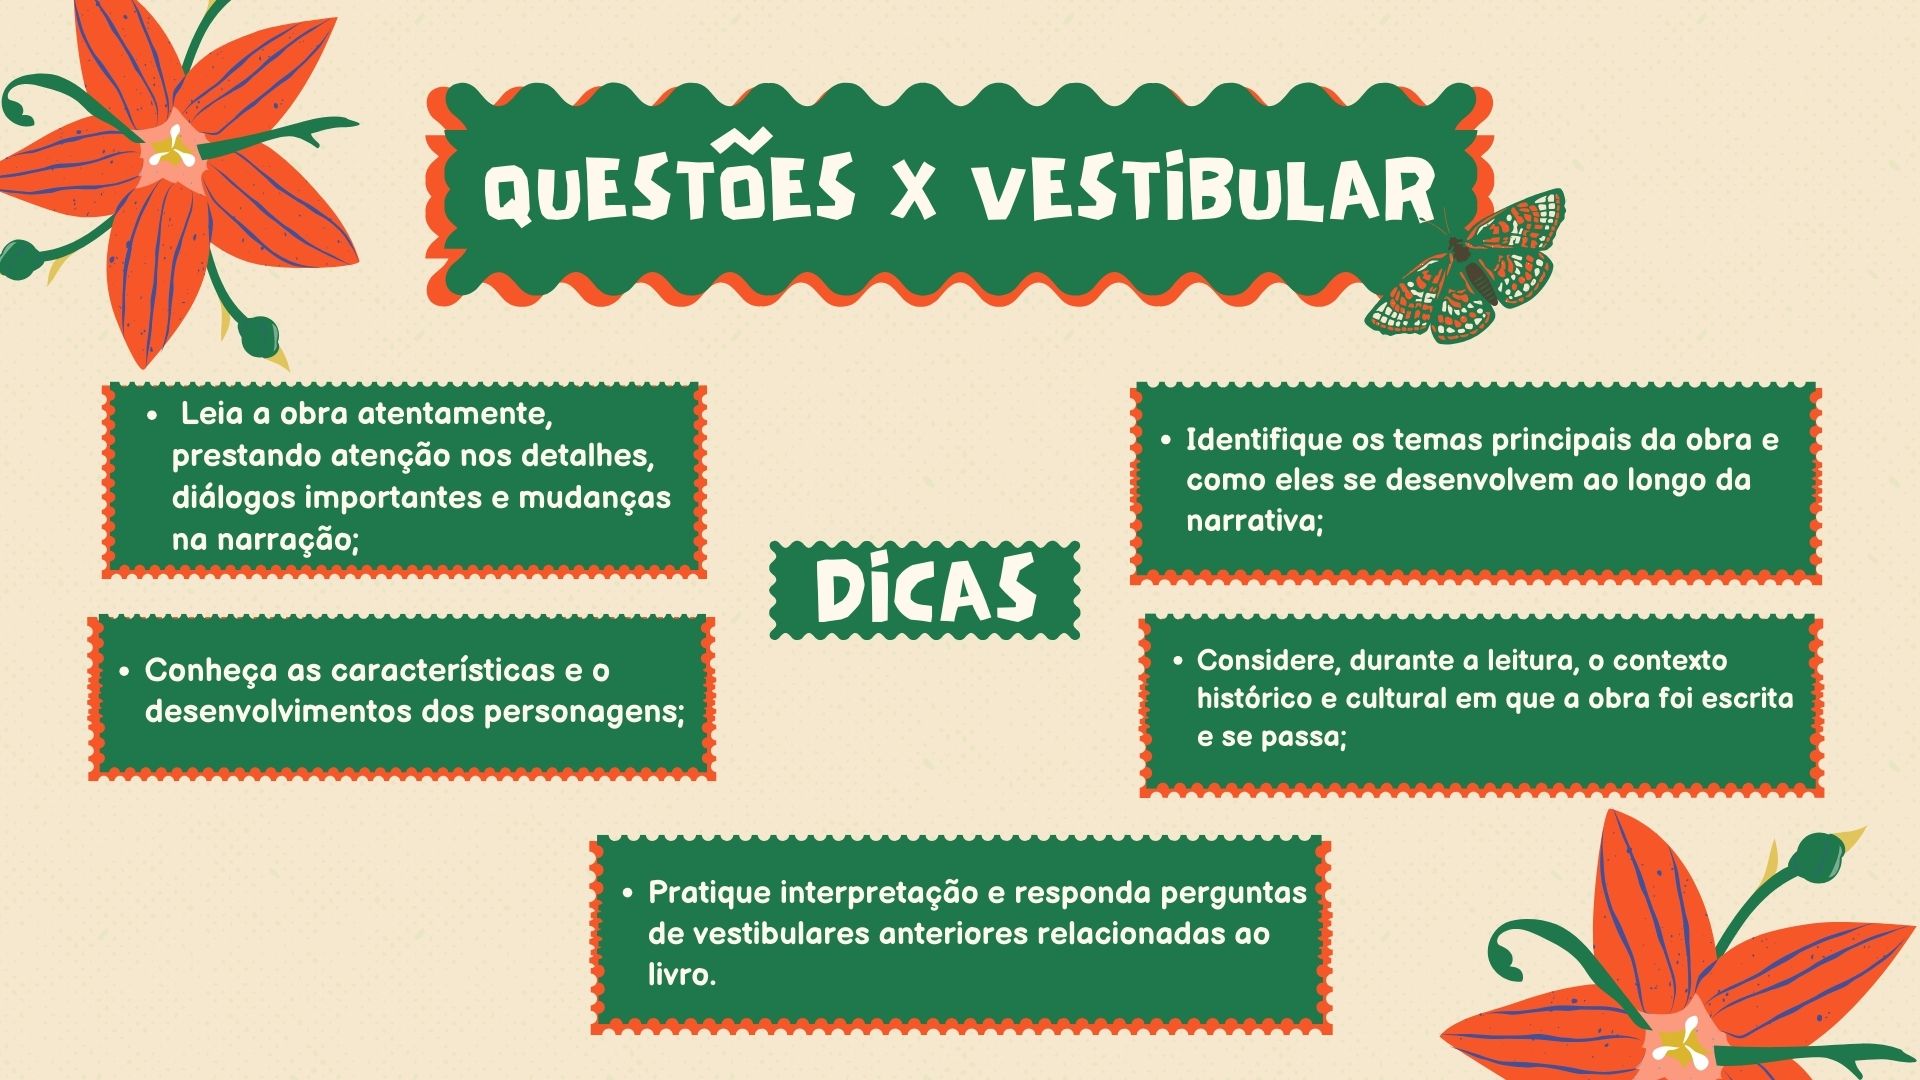 QUESTÕES X VESTIBULAR
• Leia a obra atentamente,
prestando atenção nos detalhes,
diálogos importantes e mudanças
na narração;
• Identifique os temas principais da obra e
como eles se desenvolvem ao longo da
narrativa;
DICAS
• Conheça as características e o
desenvolvimentos dos personagens;
• Considere, durante a leitura, o contexto
histórico e cultural em que a obra foi escrita
e se passa;
• Pratique interpretação e responda perguntas
de vestibulares anteriores relacionadas ao
livro.